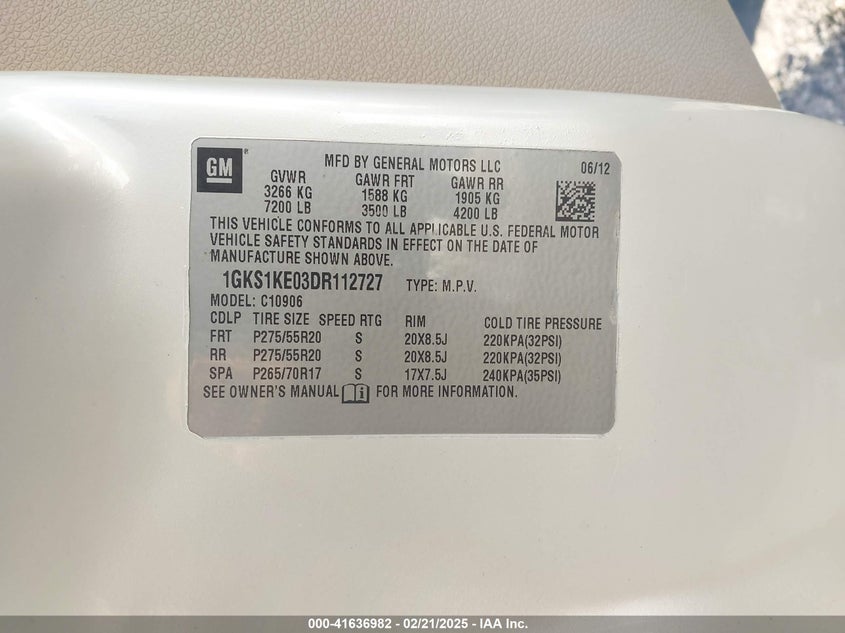 GM®
MFD BY GENERAL MOTORS LLC 06/12
GVWR GAWR FRT GAWR RR
3266 KG 1588 KG 1905 KG
7200 LB 3500 LB 4200 LB
THIS VEHICLE CONFORMS TO ALL APPLICABLE U.S. FEDERAL MOTOR
VEHICLE SAFETY STANDARDS IN EFFECT ON THE DATE OF
MANUFACTURE SHOWN ABOVE.
1GKS1KE03DR112727 TYPE: M.P.V.
MODEL: C10906
CDLP TIRE SIZE SPEED RTG RIM COLD TIRE PRESSURE
FRT P275/55R20 S 20X8.5J 220KPA(32PSI)
RR P275/55R20 S 20X8.5J 220KPA(32PSI)
SPA P265/70R17 S 17X7.5J 240KPA(35PSI)
SEE OWNER'S MANUAL i FOR MORE INFORMATION.
000-41636982 - 02/21/2025 - IAA Inc.